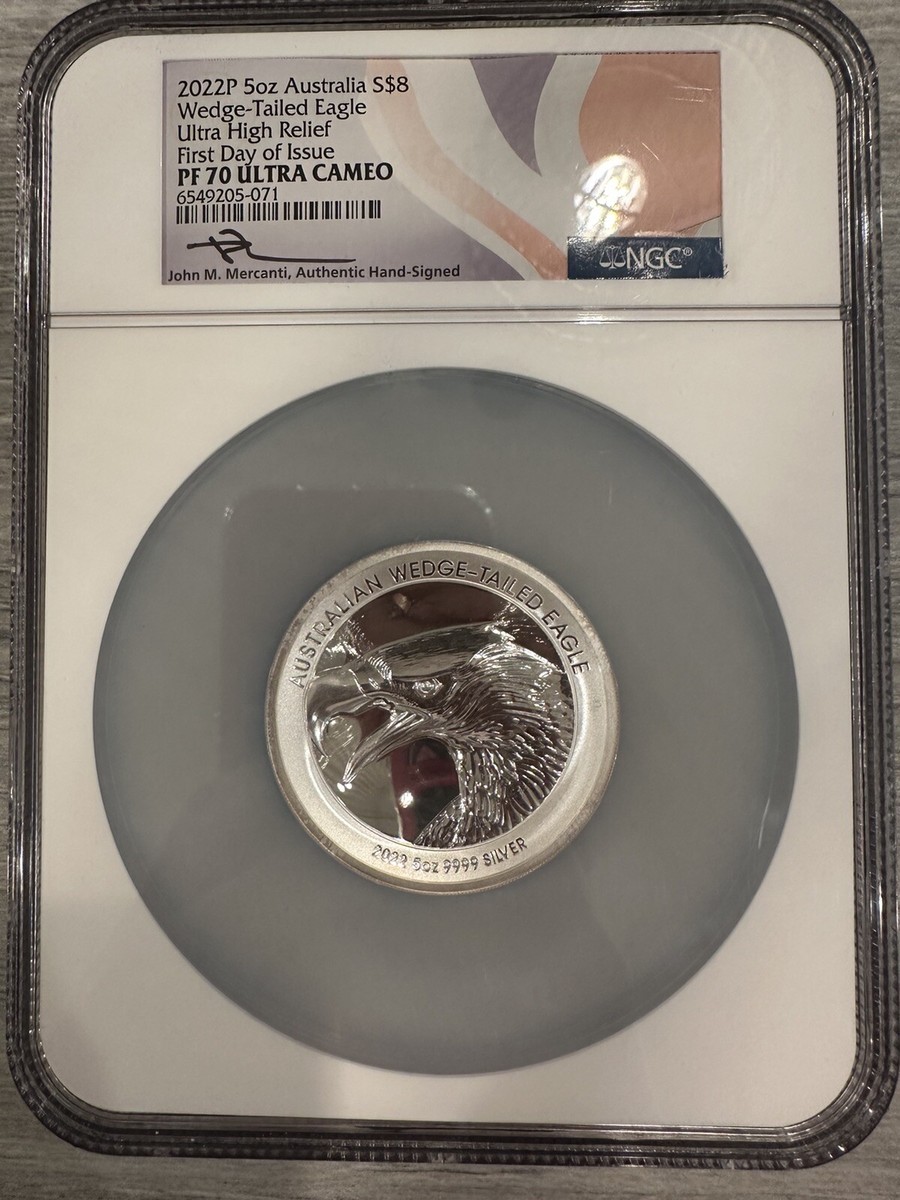 2022P 5oz Australia S$8
Wedge-Tailed Eagle
Ultra High Relief
First Day of Issue
PF 70 ULTRA CAMEO
6549205-071
John M. Mercanti, Authentic Hand-Signed
NGC®
AUSTRALIAN WEDGE-TAILED EAGLE
2022 5oz 9999 SILVER